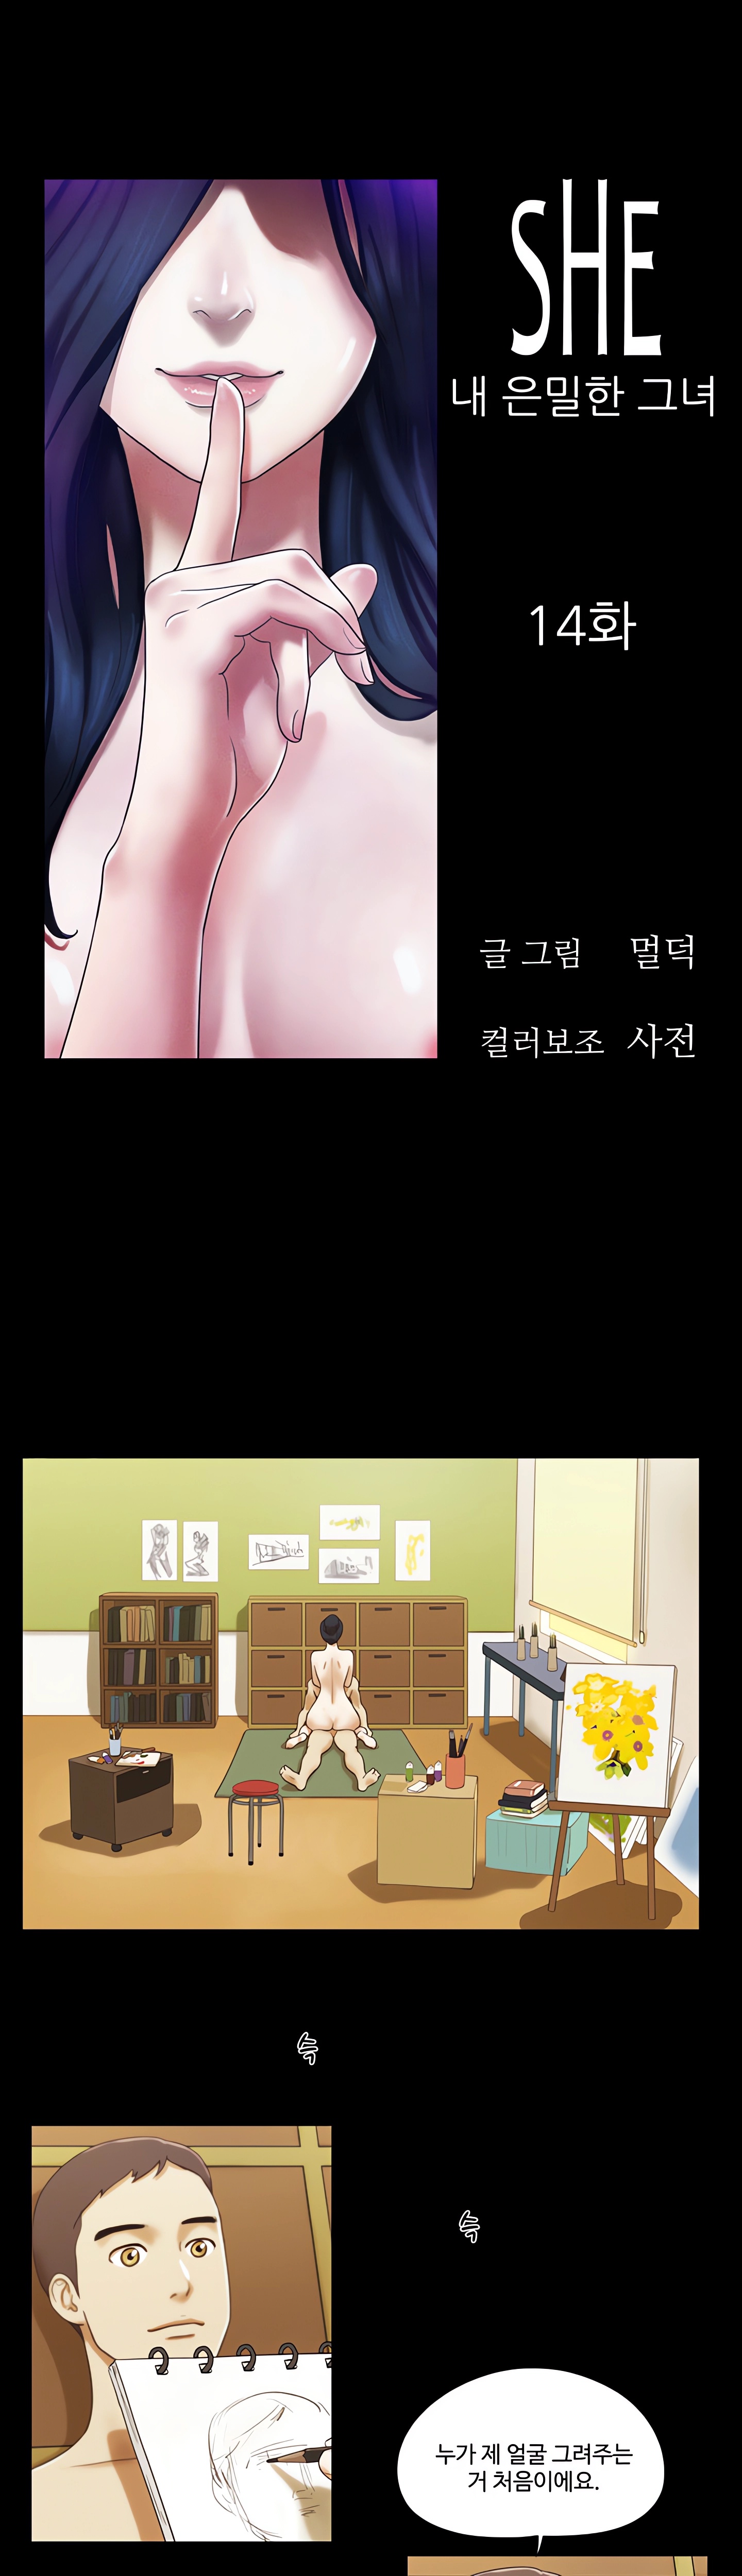 SHE
내 은밀한 그녀
14화
글 그림 멀덕
컬러보조 사전
슥
슥
누가 제 얼굴 그려주는
거 처음이에요.